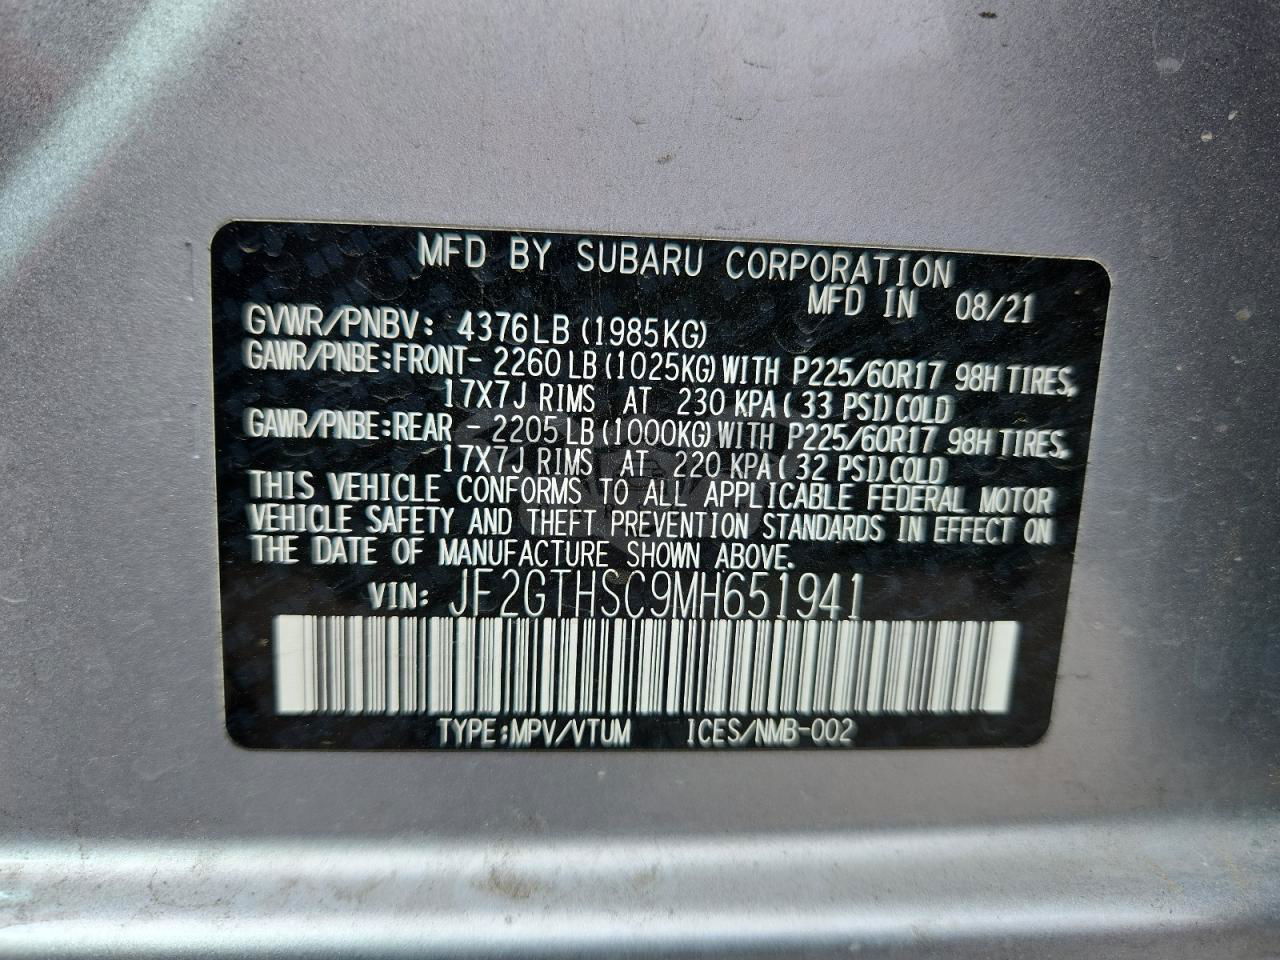 MFD BY SUBARU CORPORATION
MFD IN 08/21
GVWR/PNBV: 4376LB (1985KG)
GAWR/PNBE:FRONT- 2260 LB (1025KG) WITH P225/60R17 98H TIRES,
17X7J RIMS AT 230 KPA( 33 PSI) COLD
GAWR/PNBE:REAR - 2205 LB (1000KG) WITH P225/60R17 98H TIRES,
17X7J RIMS AT 220 KPA( 32 PSI) COLD
THIS VEHICLE CONFORMS TO ALL APPLICABLE FEDERAL MOTOR
VEHICLE SAFETY AND THEFT PREVENTION STANDARDS IN EFFECT ON
THE DATE OF MANUFACTURE SHOWN ABOVE.
VIN: JF2GTHSC9MH651941
TYPE:MPV/VTUM ICES/NMB-002